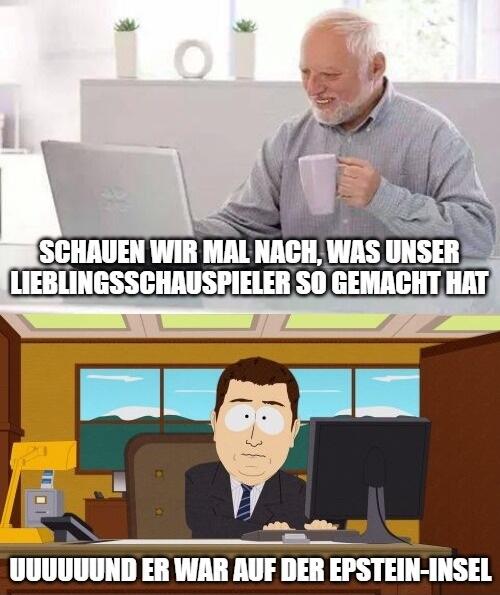 SCHAUEN WIR MAL NACH, WAS UNSER
LIEBLINGSSCHAUSPIELER SO GEMACHT HAT
UUUUUUND ER WAR AUF DER EPSTEIN-INSEL